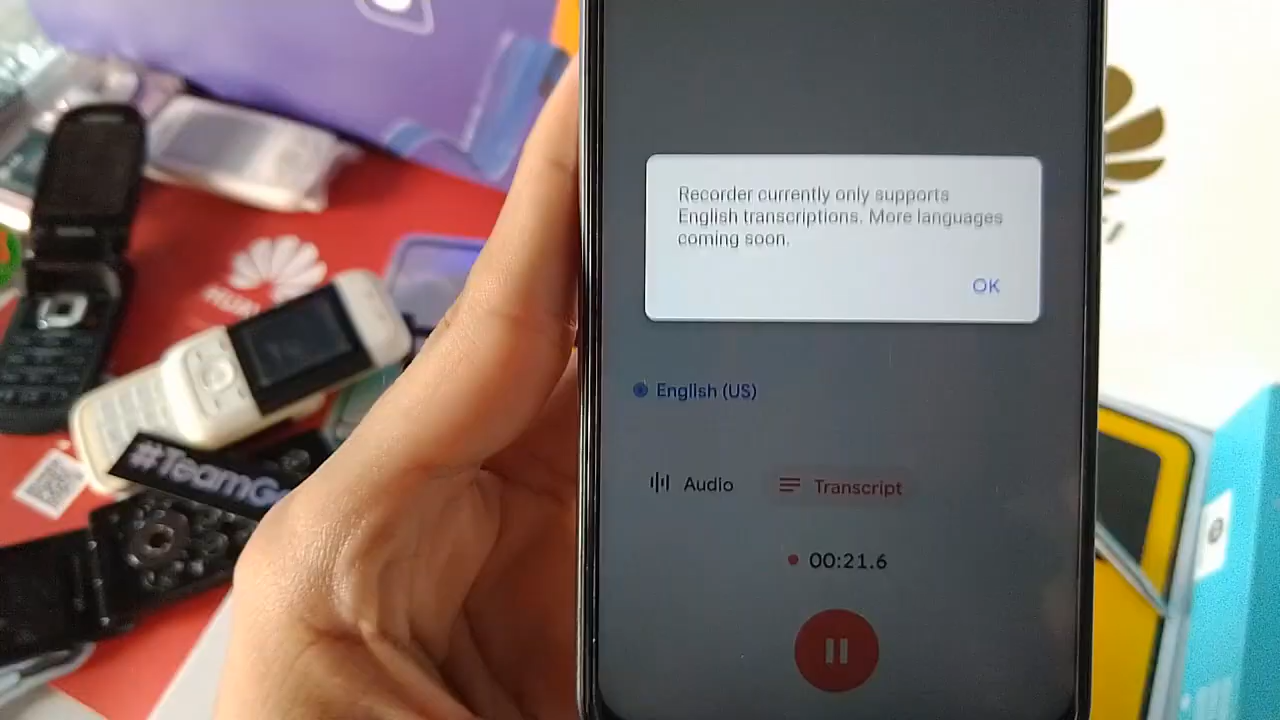 Recorder currently only supports
English transcriptions. More languages
coming soon.
OK
English (US)
Audio
Transcript
00:21.6
#TeamG